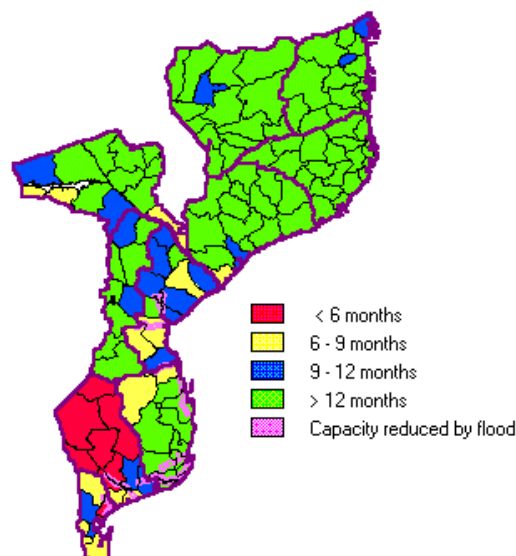 < 6 months
6 - 9 months
9 - 12 months
> 12 months
Capacity reduced by flood